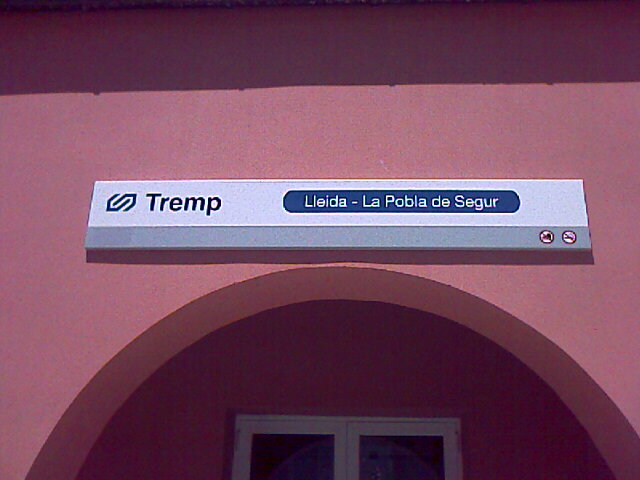 Tremp
Lleida - La Pobla de Segur